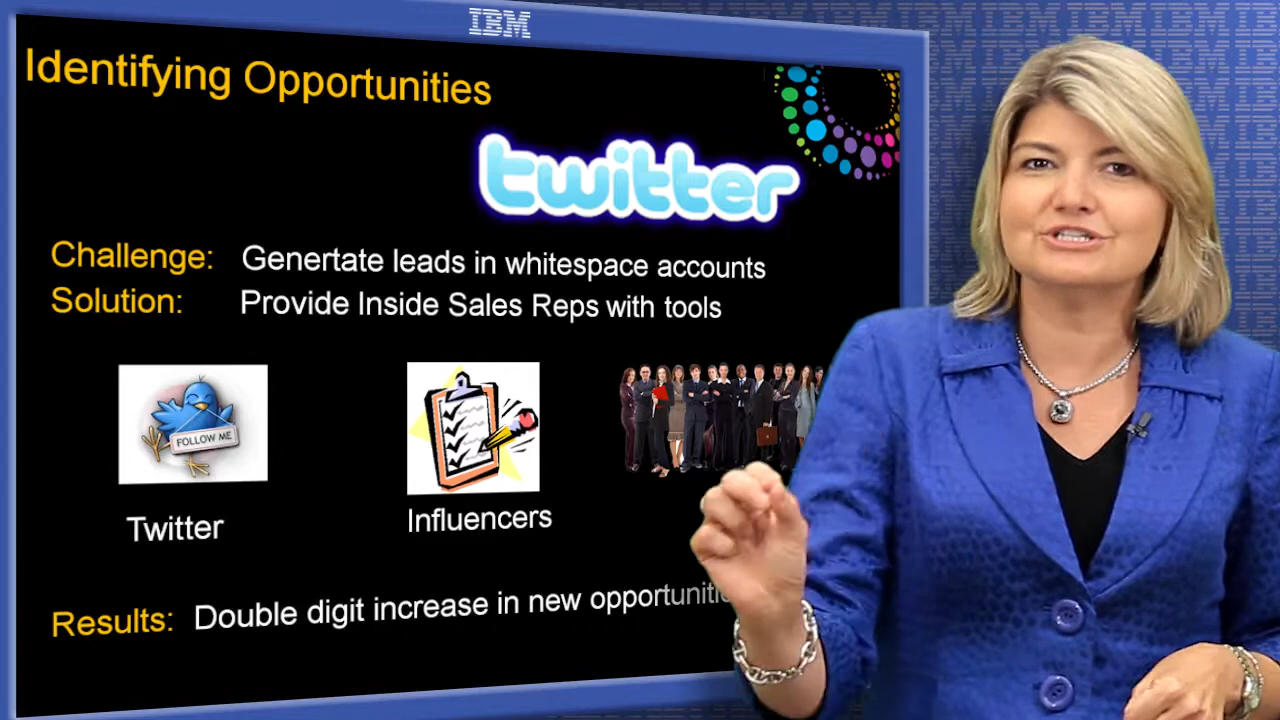 IBM
Identifying Opportunities
twitter
Challenge: Genertate leads in whitespace accounts
Solution: Provide Inside Sales Reps with tools
FOLLOW ME
Twitter
Influencers
Results: Double digit increase in new